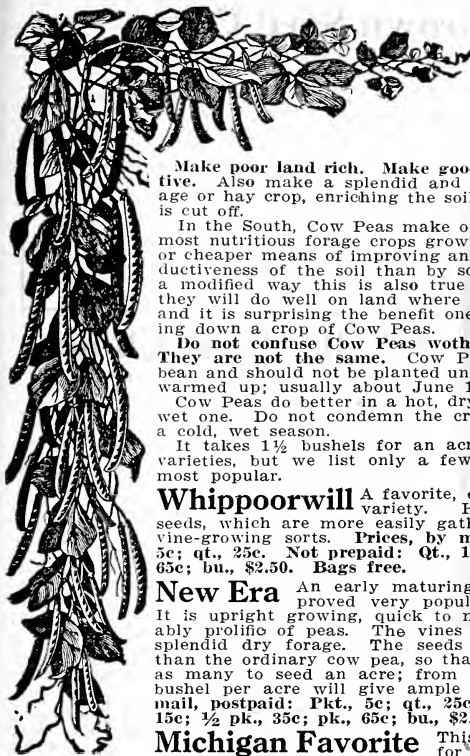 Make poor land rich. Make goo
tive. Also make a splendid and
age or hay crop, enriching the soil
is cut off.
In the South, Cow Peas make o
most nutritious forage crops grow
or cheaper means of improving an
ductiveness of the soil than by so
a modified way this is also true
they will do well on land where
and it is surprising the benefit one
ing down a crop of Cow Peas.
Do not confuse Cow Peas woth
They are not the same. Cow P
bean and should not be planted un
warmed up; usually about June 1
Cow Peas do better in a hot, dry
wet one. Do not condemn the cr
a cold, wet season.
It takes 1½ bushels for an acr
varieties, but we list only a few
most popular.
Whippoorwill A favorite, e
variety. H
seeds, which are more easily gath
vine-growing sorts. Prices, by m
5c; qt., 25c. Not prepaid: Qt., 1
65c; bu., $2.50. Bags free.
New Era An early maturing
proved very popul
It is upright growing, quick to m
ably prolific of peas. The vines
splendid dry forage. The seeds
than the ordinary cow pea, so tha
as many to seed an acre; from
bushel per acre will give ample
mail, postpaid: Pkt., 5c; qt., 25c
15c; ½ pk., 35c; pk., 65c; bu., $2.
Michigan Favorite This
for